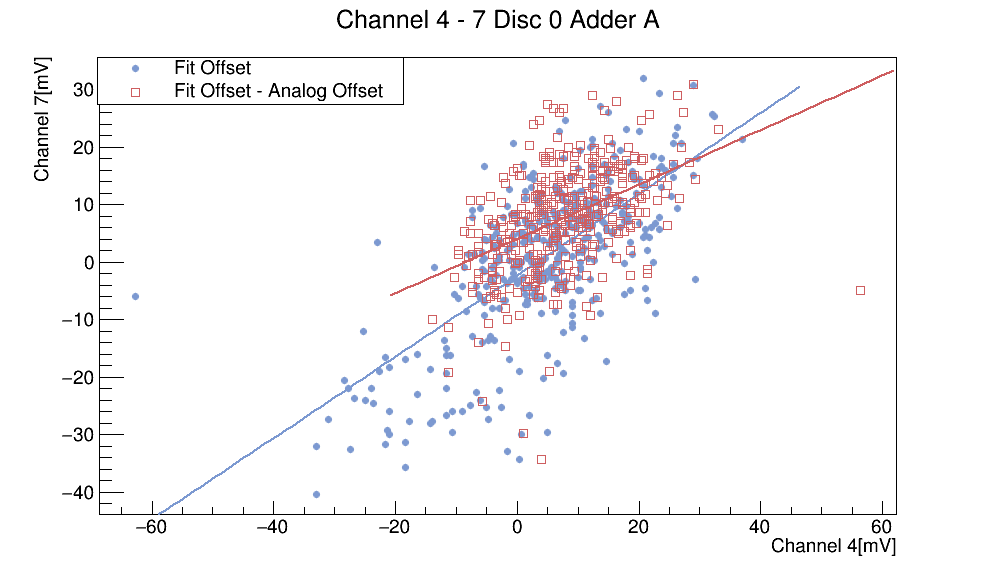 Channel 4 - 7 Disc 0 Adder A
Channel 7[mV]
Fit Offset
Fit Offset - Analog Offset
30
20
10
0
−10
−20
−30
−40
−60 −40 −20 0 20 40 60
Channel 4[mV]